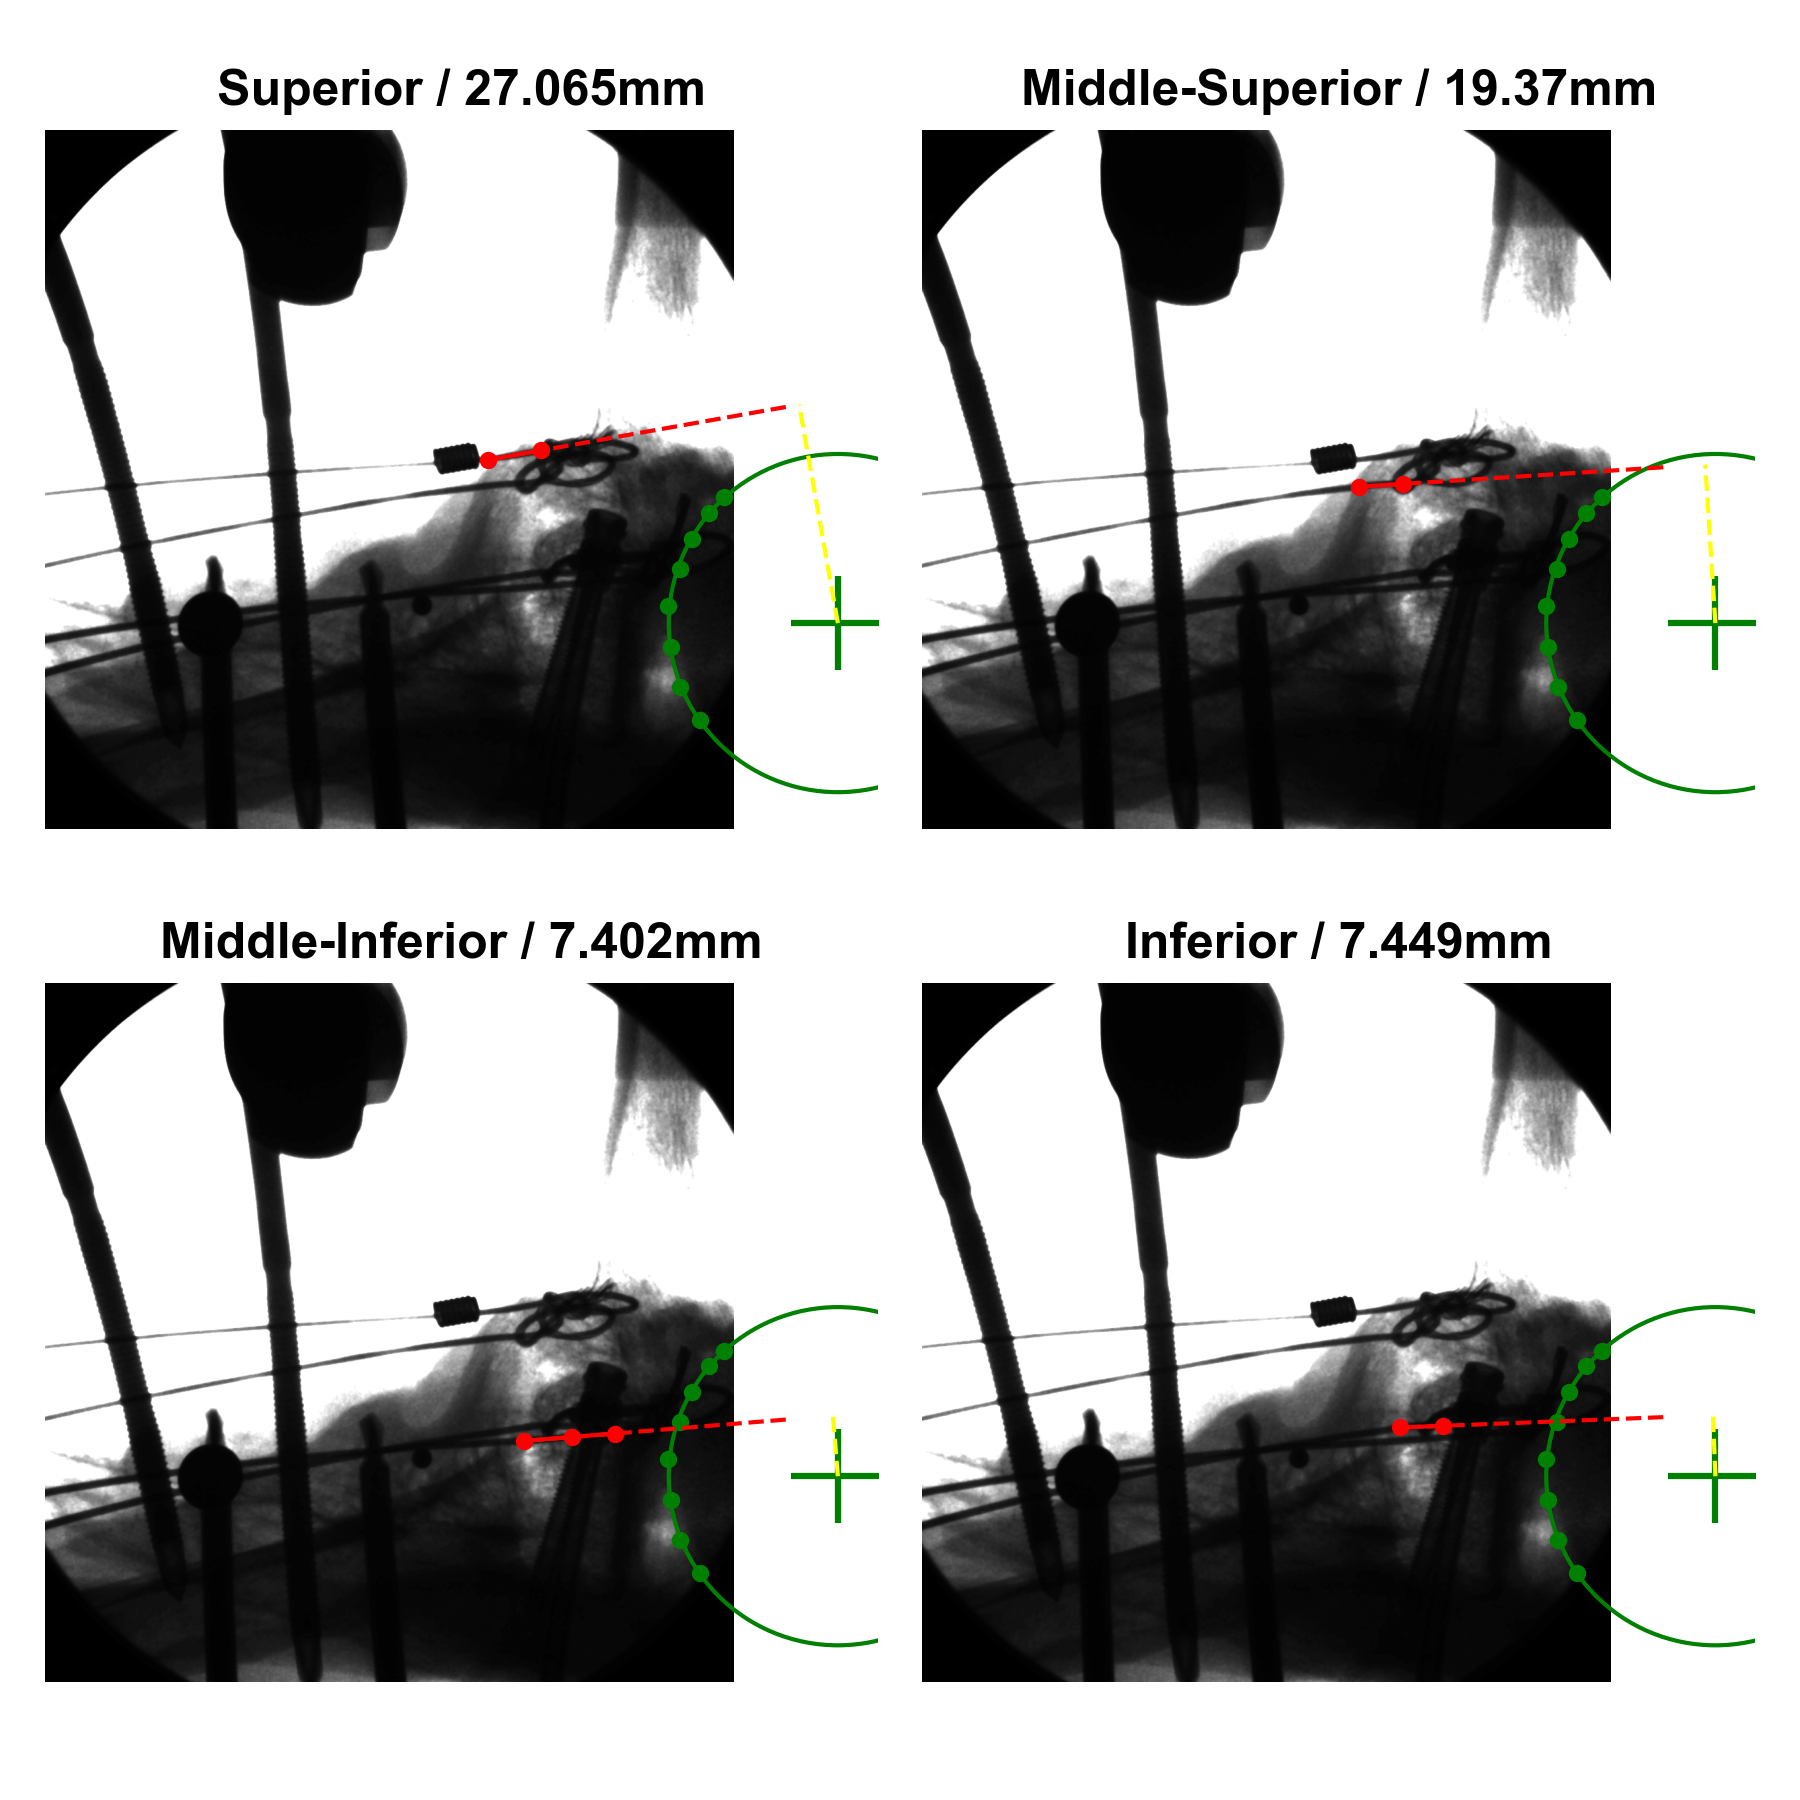 Superior / 27.065mm
Middle-Superior / 19.37mm
Middle-Inferior / 7.402mm
Inferior / 7.449mm